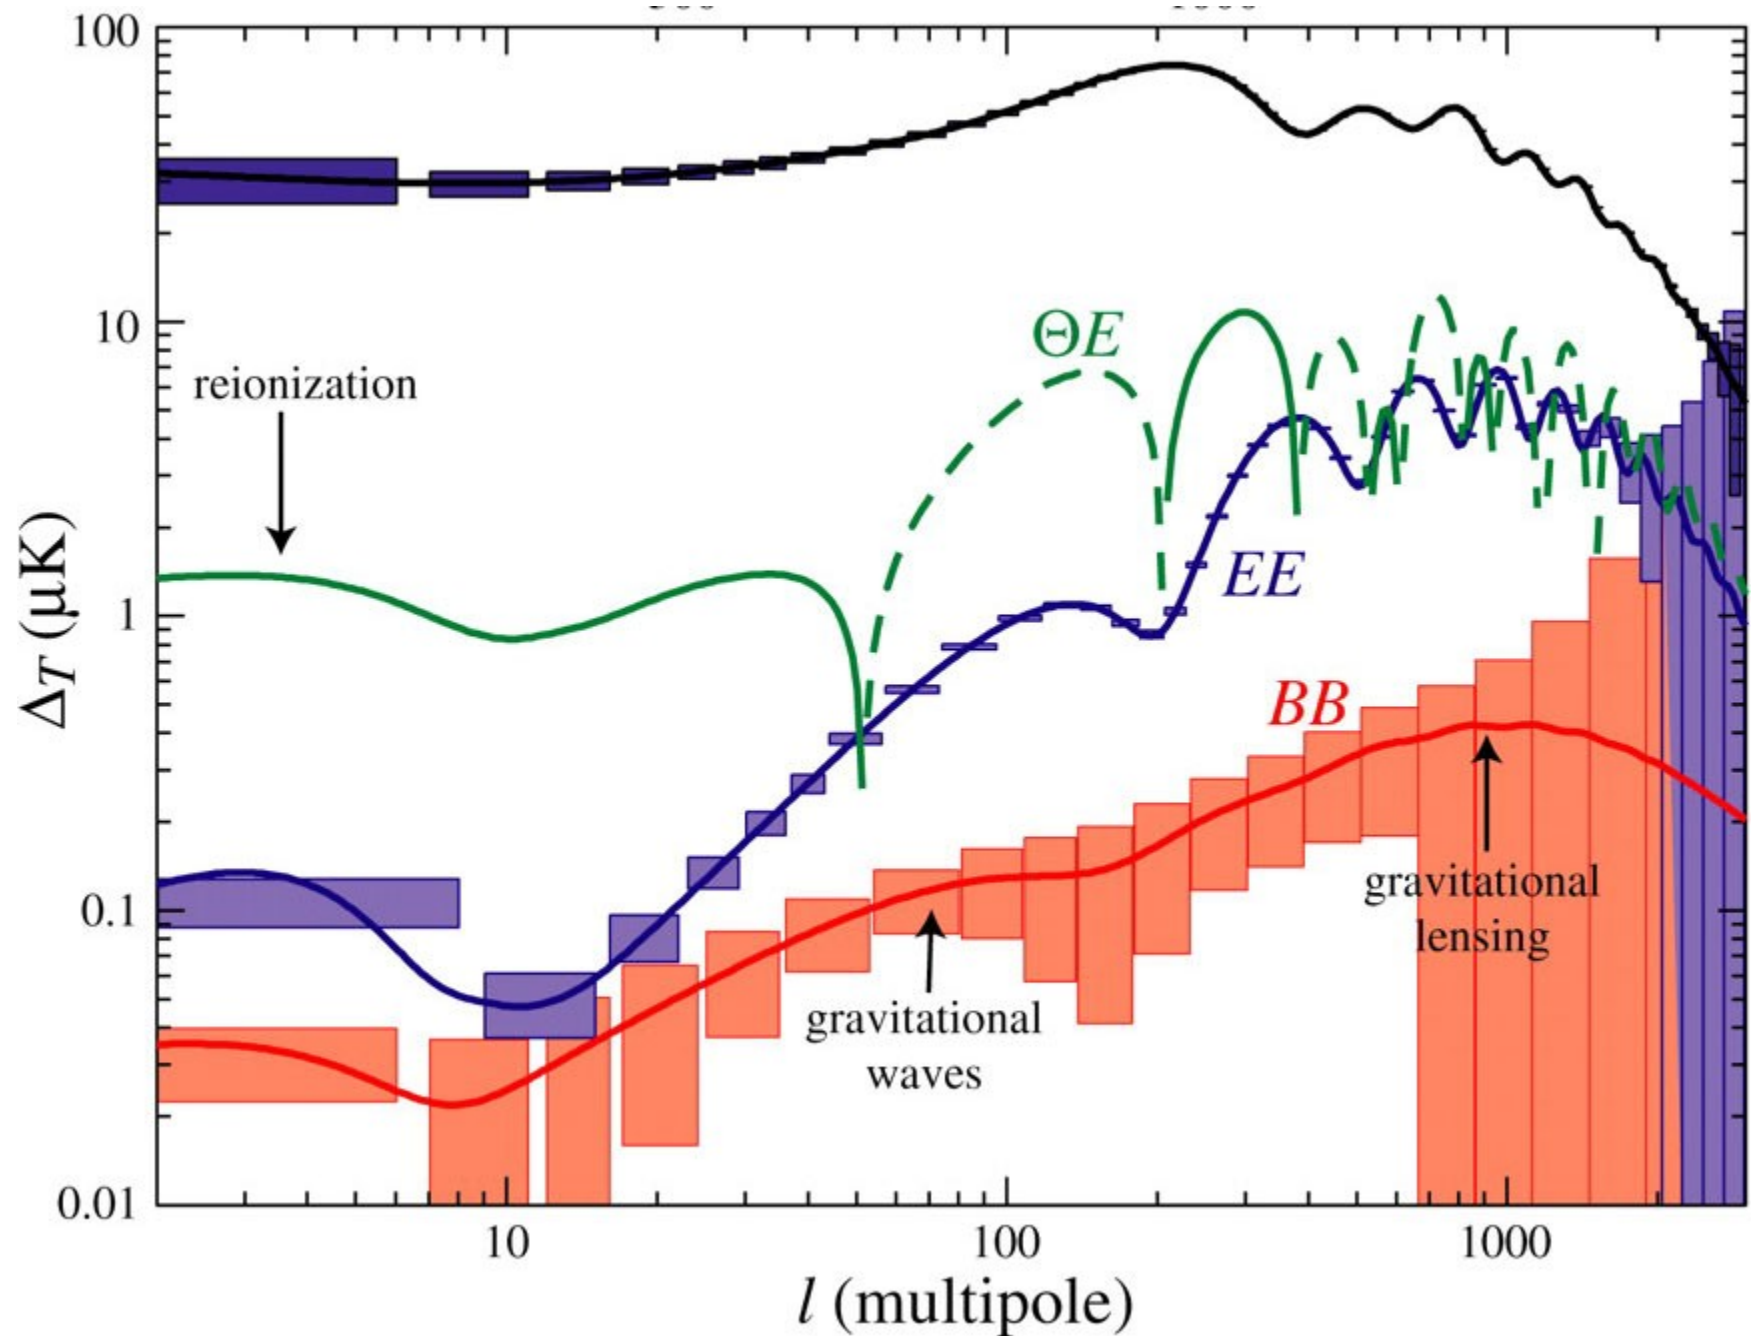 100
10
1
0.1
0.01
Δ_T (μK)
reionization
ΘE
EE
BB
gravitational
lensing
gravitational
waves
10
100
1000
l (multipole)